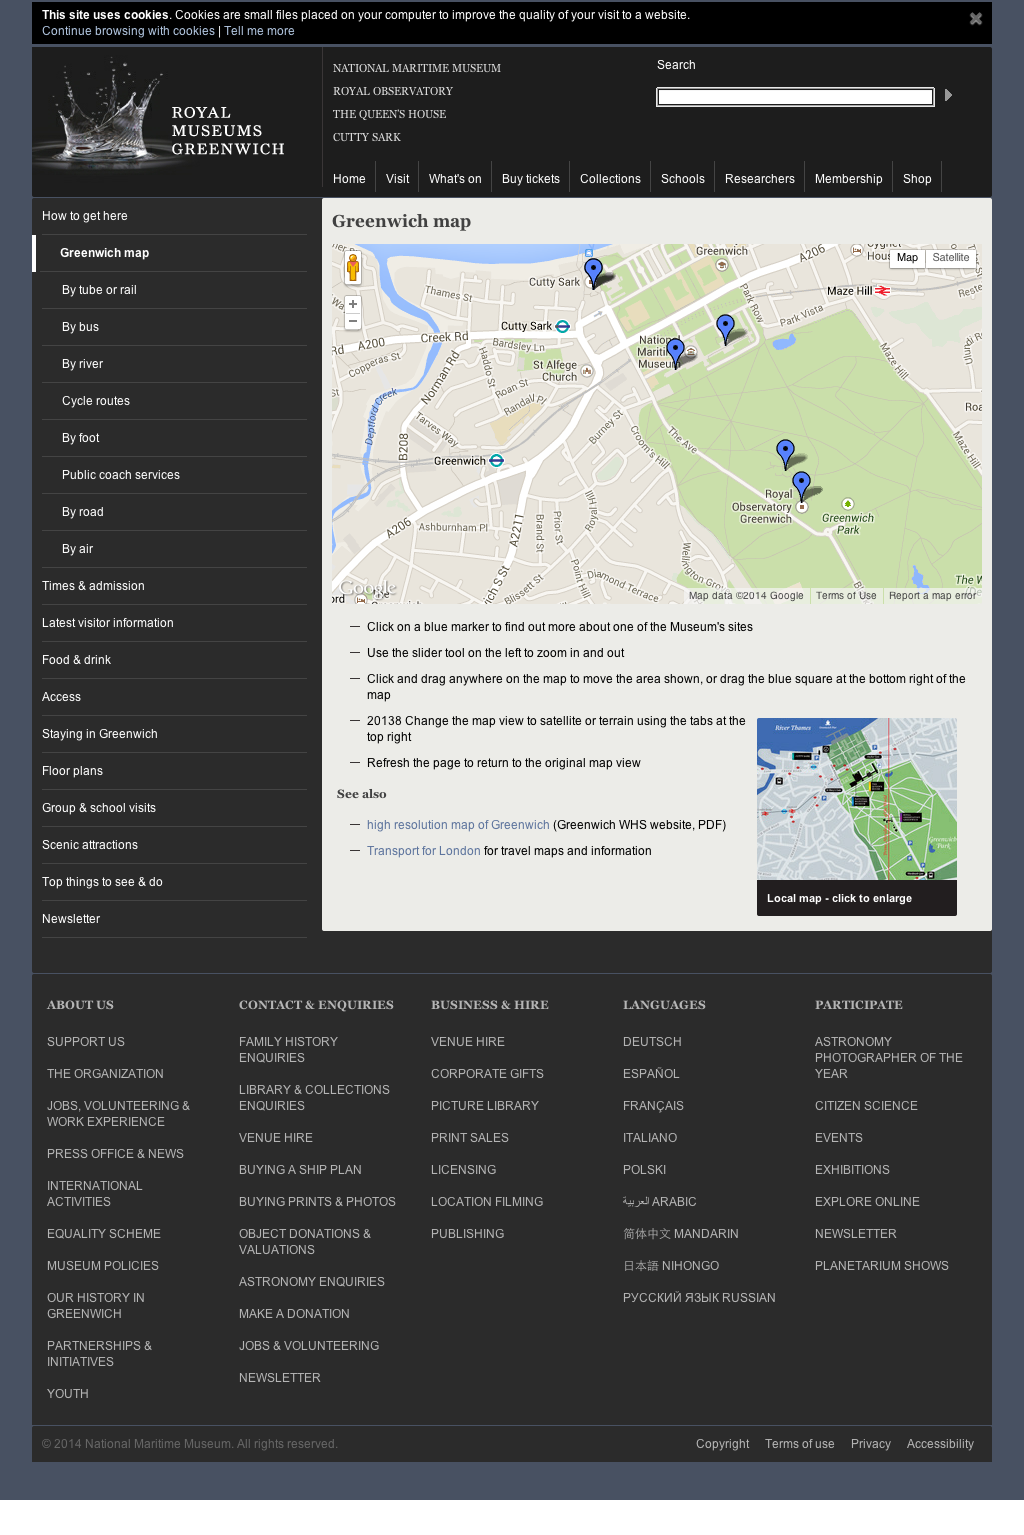 This site uses cookies. Cookies are small files placed on your computer to improve the quality of your visit to a website.
Continue browsing with cookies | Tell me more
ROYAL
MUSEUMS
GREENWICH
NATIONAL MARITIME MUSEUM
ROYAL OBSERVATORY
THE QUEEN'S HOUSE
CUTTY SARK
Search
Home
Visit
What's on
Buy tickets
Collections
Schools
Researchers
Membership
Shop
How to get here
Greenwich map
By tube or rail
By bus
By river
Cycle routes
By foot
Public coach services
By road
By air
Times & admission
Latest visitor information
Food & drink
Access
Staying in Greenwich
Floor plans
Group & school visits
Scenic attractions
Top things to see & do
Newsletter
Greenwich map
Map
Satellite
Greenwich
A206
Cutty Sark
Maze Hill
Thames St
Park Row
Park Vista
Cutty Sark
Creek Rd
A200
Bardsley Ln
National
Maritime
Museum
Copperas St
St Alfege
Church
Haddo St
Roan St
Randall Pl
Norman Rd
Deptford Creek
Tarves Way
B208
Burney St
Croom's Hill
The Ave
Maze Hill
Maze Hill
Greenwich
Royal
Observatory
Greenwich
Greenwich
Park
A206
Ashburnham Pl
A2211
Brand St
Prior St
Royal Hill
Blissett St
Point Hill
Diamond Terrace
Wellington Gro
The W
Google
Map data ©2014 Google
Terms of Use
Report a map error
Click on a blue marker to find out more about one of the Museum's sites
Use the slider tool on the left to zoom in and out
Click and drag anywhere on the map to move the area shown, or drag the blue square at the bottom right of the
map
20138 Change the map view to satellite or terrain using the tabs at the
top right
Refresh the page to return to the original map view
See also
high resolution map of Greenwich (Greenwich WHS website, PDF)
Transport for London for travel maps and information
River Thames
Greenwich
Park
Local map - click to enlarge
ABOUT US
SUPPORT US
THE ORGANIZATION
JOBS, VOLUNTEERING &
WORK EXPERIENCE
PRESS OFFICE & NEWS
INTERNATIONAL
ACTIVITIES
EQUALITY SCHEME
MUSEUM POLICIES
OUR HISTORY IN
GREENWICH
PARTNERSHIPS &
INITIATIVES
YOUTH
CONTACT & ENQUIRIES
FAMILY HISTORY
ENQUIRIES
LIBRARY & COLLECTIONS
ENQUIRIES
VENUE HIRE
BUYING A SHIP PLAN
BUYING PRINTS & PHOTOS
OBJECT DONATIONS &
VALUATIONS
ASTRONOMY ENQUIRIES
MAKE A DONATION
JOBS & VOLUNTEERING
NEWSLETTER
BUSINESS & HIRE
VENUE HIRE
CORPORATE GIFTS
PICTURE LIBRARY
PRINT SALES
LICENSING
LOCATION FILMING
PUBLISHING
LANGUAGES
DEUTSCH
ESPAÑOL
FRANÇAIS
ITALIANO
POLSKI
العربية ARABIC
简体中文 MANDARIN
日本語 NIHONGO
РУССКИЙ ЯЗЫК RUSSIAN
PARTICIPATE
ASTRONOMY
PHOTOGRAPHER OF THE
YEAR
CITIZEN SCIENCE
EVENTS
EXHIBITIONS
EXPLORE ONLINE
NEWSLETTER
PLANETARIUM SHOWS
© 2014 National Maritime Museum. All rights reserved.
Copyright
Terms of use
Privacy
Accessibility